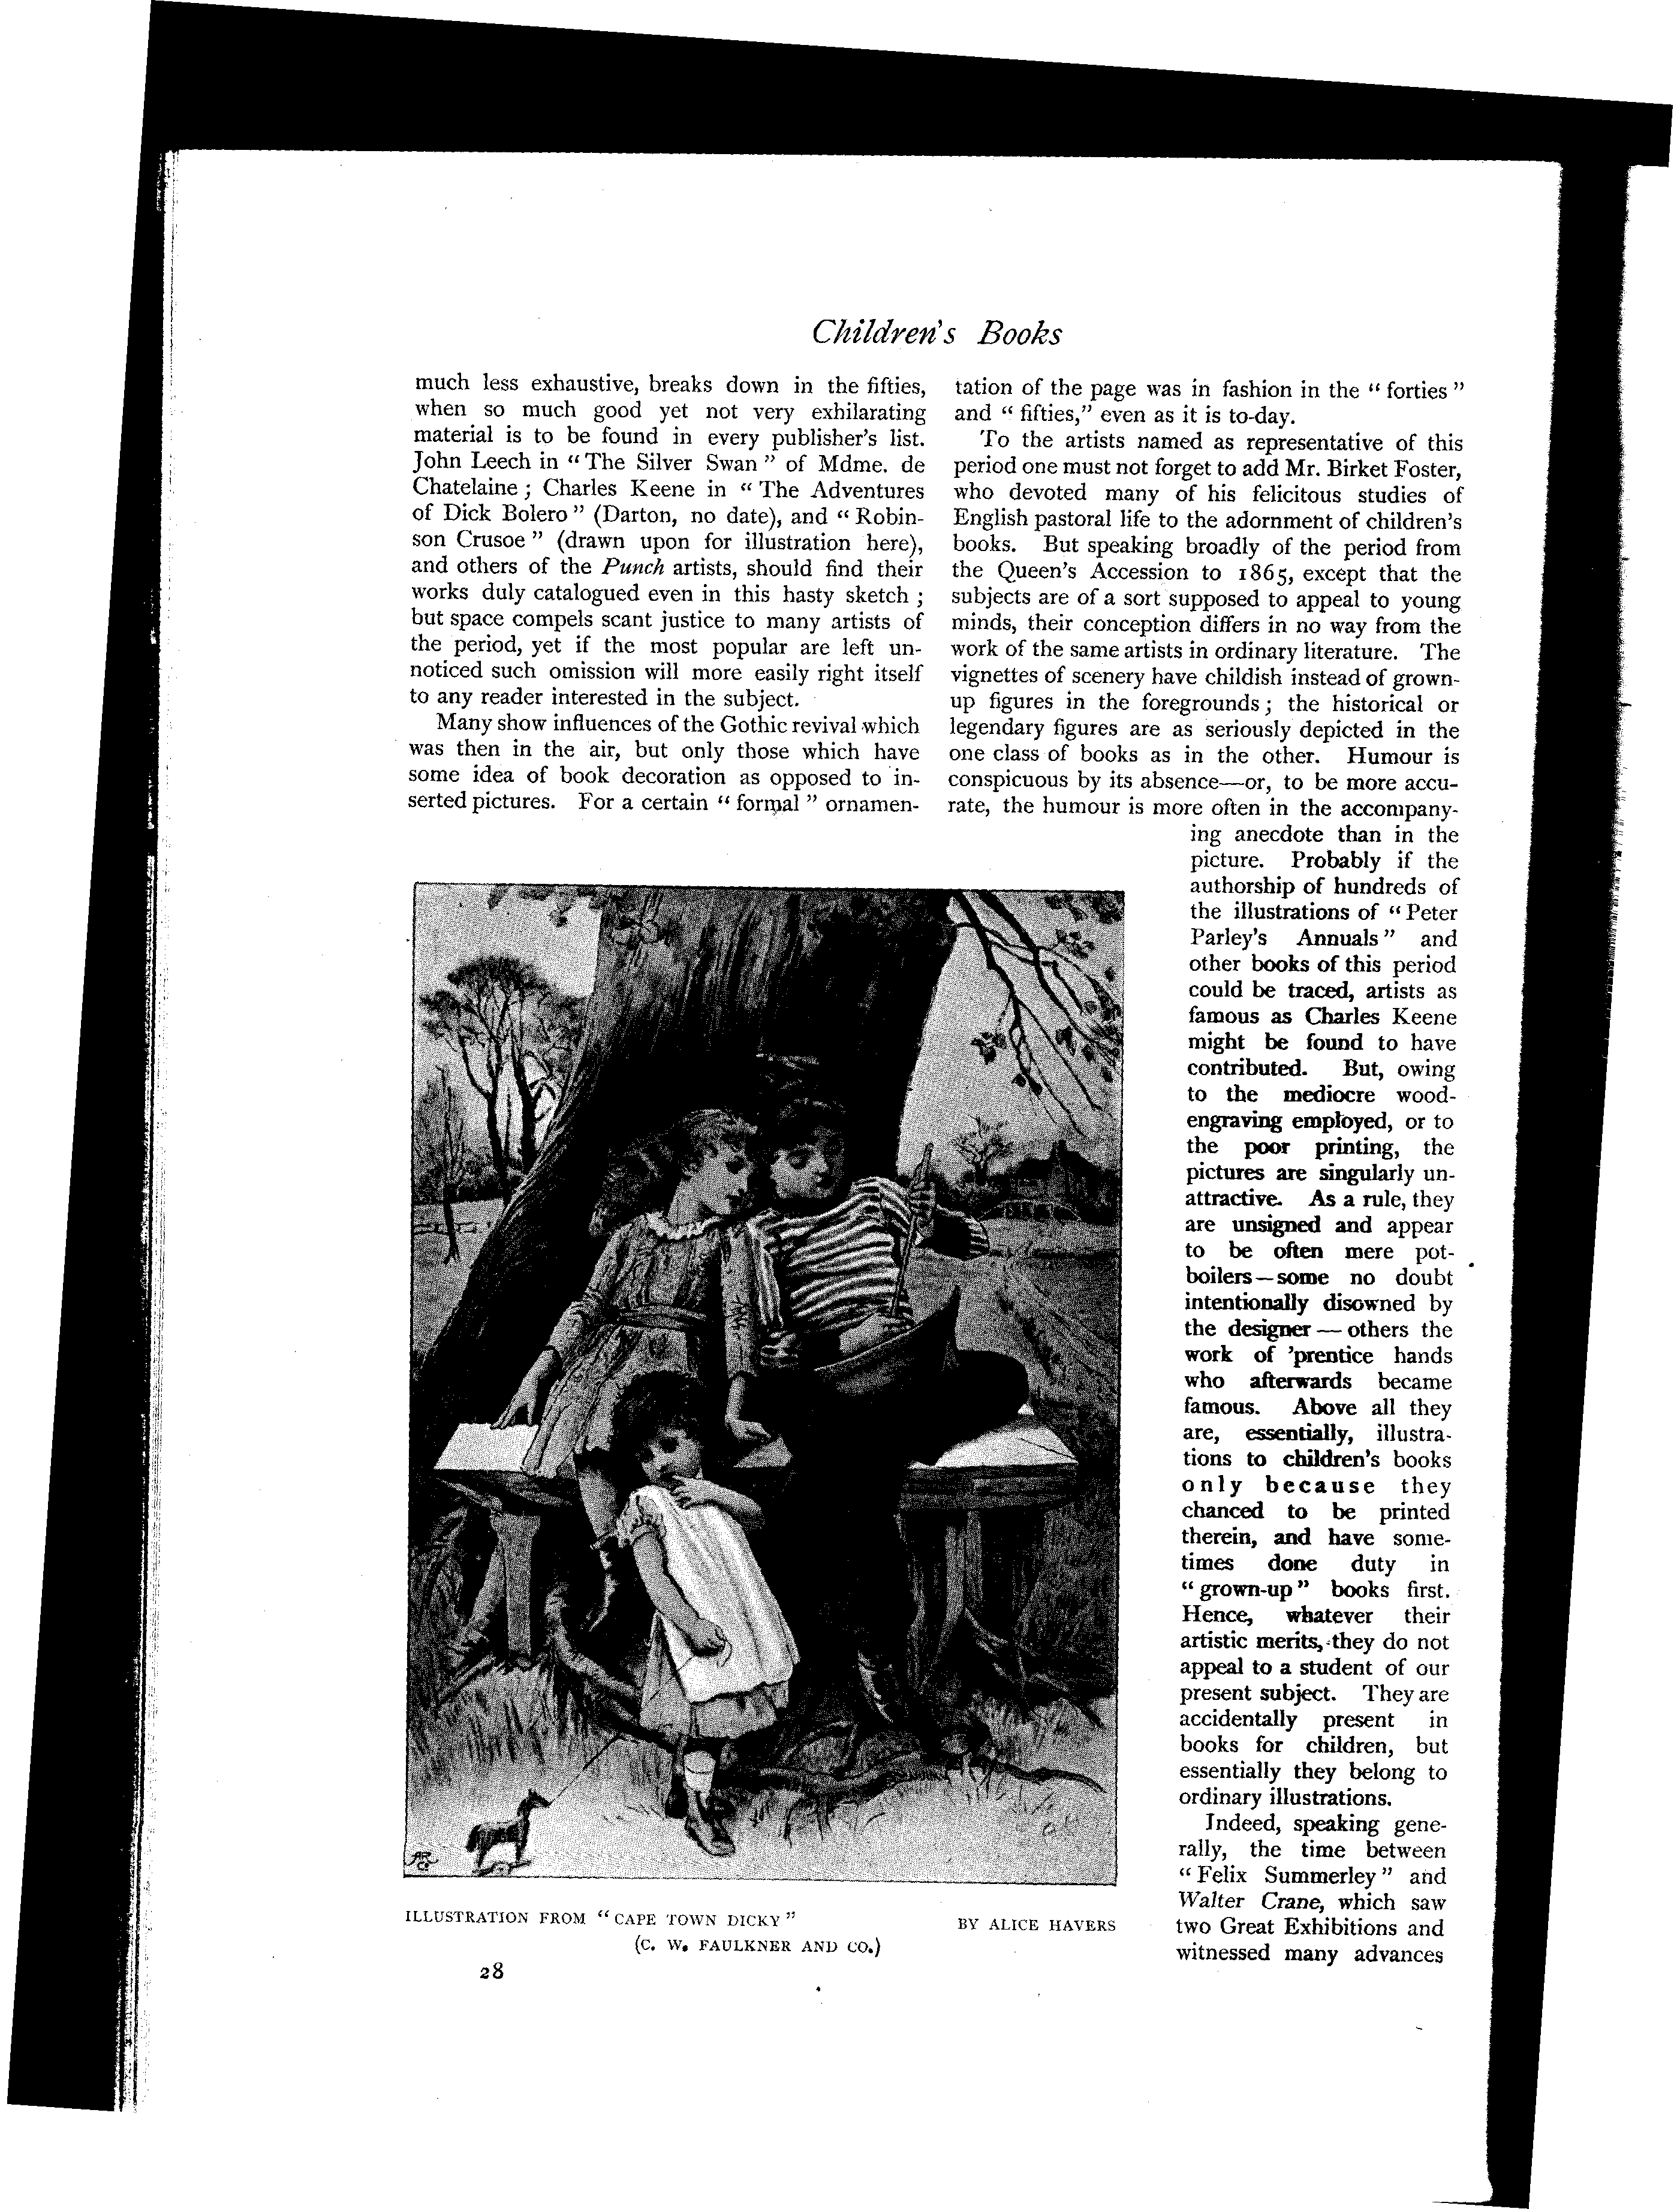 Children's Books
much less exhaustive, breaks down in the fifties,
when so much good yet not very exhilarating
material is to be found in every publisher's list.
John Leech in “The Silver Swan” of Mdme. de
Chatelaine; Charles Keene in “The Adventures
of Dick Bolero” (Darton, no date), and “Robin-
son Crusoe” (drawn upon for illustration here),
and others of the Punch artists, should find their
works duly catalogued even in this hasty sketch;
but space compels scant justice to many artists of
the period, yet if the most popular are left un-
noticed such omission will more easily right itself
to any reader interested in the subject.
Many show influences of the Gothic revival which
was then in the air, but only those which have
some idea of book decoration as opposed to in-
serted pictures. For a certain “formal” ornamen-
tation of the page was in fashion in the “forties”
and “fifties,” even as it is to-day.
To the artists named as representative of this
period one must not forget to add Mr. Birket Foster,
who devoted many of his felicitous studies of
English pastoral life to the adornment of children's
books. But speaking broadly of the period from
the Queen's Accession to 1865, except that the
subjects are of a sort supposed to appeal to young
minds, their conception differs in no way from the
work of the same artists in ordinary literature. The
vignettes of scenery have childish instead of grown-
up figures in the foregrounds; the historical or
legendary figures are as seriously depicted in the
one class of books as in the other. Humour is
conspicuous by its absence—or, to be more accu-
rate, the humour is more often in the accompany-
ing anecdote than in the
picture. Probably if the
authorship of hundreds of
the illustrations of “Peter
Parley's Annuals” and
other books of this period
could be traced, artists as
famous as Charles Keene
might be found to have
contributed. But, owing
to the mediocre wood-
engraving employed, or to
the poor printing, the
pictures are singularly un-
attractive. As a rule, they
are unsigned and appear
to be often mere pot-
boilers—some no doubt
intentionally disowned by
the designer — others the
work of 'prentice hands
who afterwards became
famous. Above all they
are, essentially, illustra-
tions to children's books
only because they
chanced to be printed
therein, and have some-
times done duty in
“grown-up” books first.
Hence, whatever their
artistic merits, they do not
appeal to a student of our
present subject. They are
accidentally present in
books for children, but
essentially they belong to
ordinary illustrations.
Indeed, speaking gene-
rally, the time between
“Felix Summerley” and
Walter Crane, which saw
two Great Exhibitions and
witnessed many advances
ILLUSTRATION FROM “CAPE TOWN DICKY”
BY ALICE HAVERS
(C. W. FAULKNER AND CO.)
28